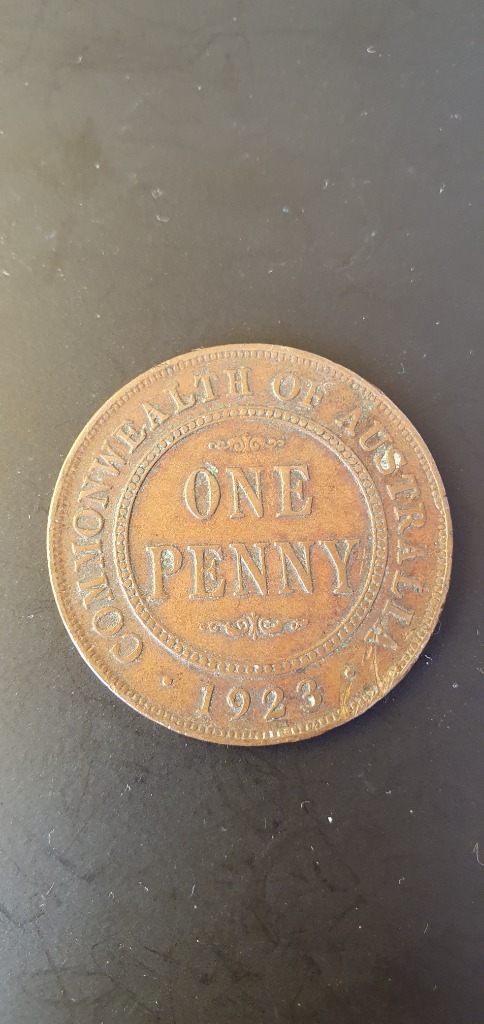 COMMONWEALTH OF AUSTRALIA
ONE
PENNY
1923